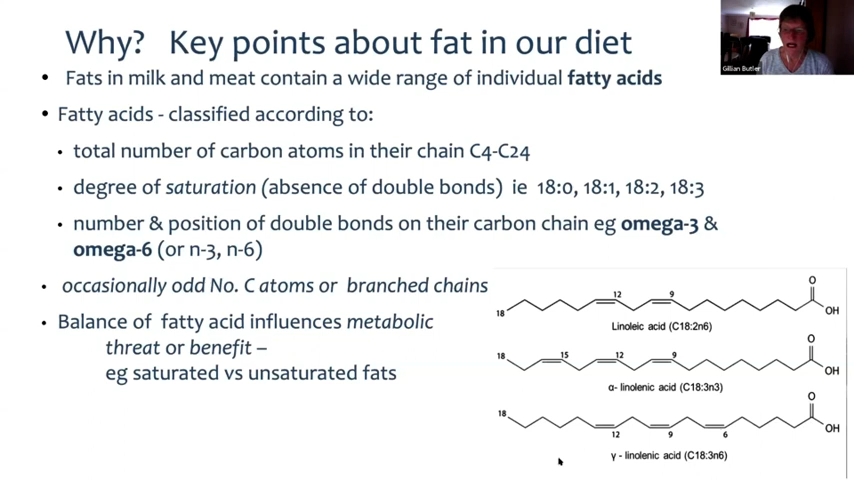 Why? Key points about fat in our diet
Gillian Butler
• Fats in milk and meat contain a wide range of individual fatty acids
• Fatty acids - classified according to:
• total number of carbon atoms in their chain C4-C24
• degree of saturation (absence of double bonds) ie 18:0, 18:1, 18:2, 18:3
• number & position of double bonds on their carbon chain eg omega-3 &
omega-6 (or n-3, n-6)
• occasionally odd No. C atoms or branched chains
• Balance of fatty acid influences metabolic
threat or benefit –
eg saturated vs unsaturated fats
18 12 9 O OH
Linoleic acid (C18:2n6)
18 15 12 9 O OH
α- linolenic acid (C18:3n3)
18 12 9 6 O OH
γ - linolenic acid (C18:3n6)